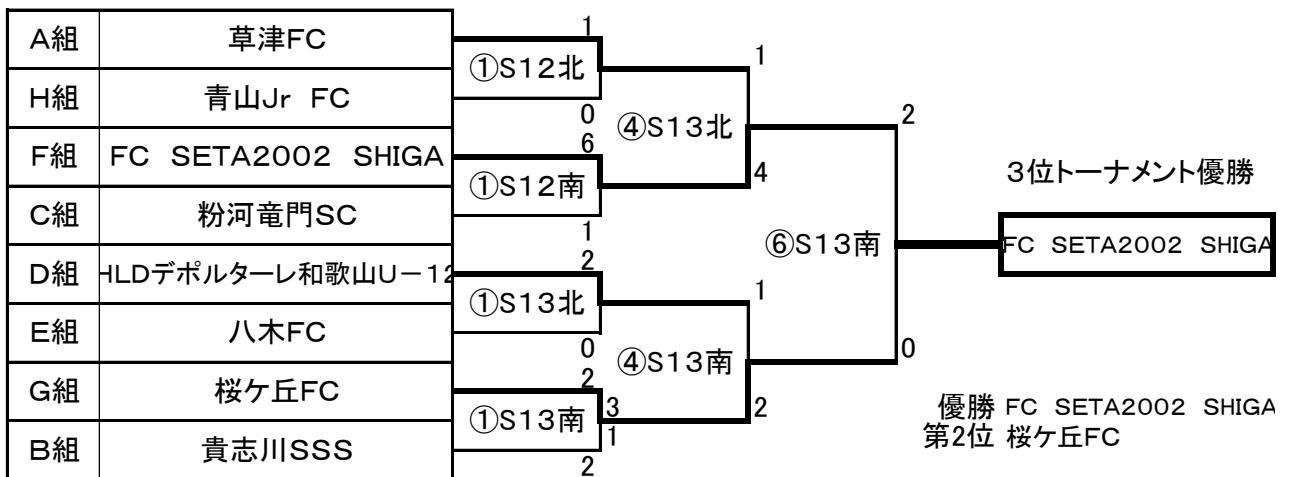 A組 草津FC 1
①S12北 1
H組 青山Jr FC 0
④S13北 2
F組 FC SETA2002 SHIGA 6
①S12南 4
3位トーナメント優勝
C組 粉河竜門SC 1
⑥S13南 FC SETA2002 SHIGA
D組 HLDデポルターレ和歌山U-12 2
①S13北 1
E組 八木FC 0
④S13南 0
G組 桜ケ丘FC 2
①S13南 3 2
1
優勝 FC SETA2002 SHIGA
第2位 桜ケ丘FC
B組 貴志川SSS 2